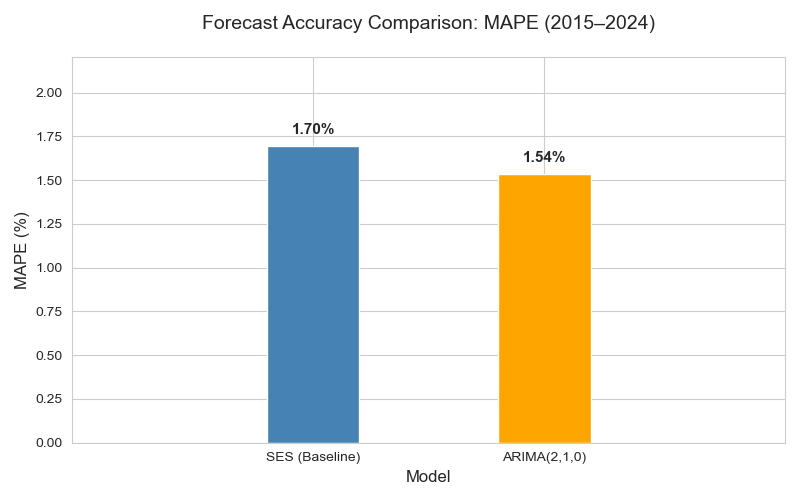 Forecast Accuracy Comparison: MAPE (2015–2024)
MAPE (%)
2.00
1.75
1.50
1.25
1.00
0.75
0.50
0.25
0.00
1.70%
1.54%
SES (Baseline)
ARIMA(2,1,0)
Model